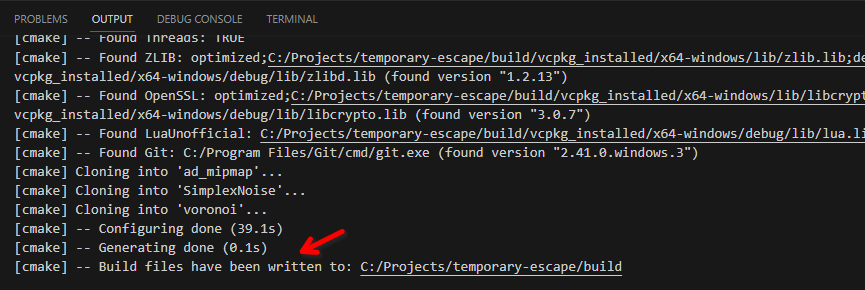 PROBLEMS OUTPUT DEBUG CONSOLE TERMINAL
[cmake] -- Found Threads: TRUE
[cmake] -- Found ZLIB: optimized;C:/Projects/temporary-escape/build/vcpkg_installed/x64-windows/lib/zlib.lib;de
vcpkg_installed/x64-windows/debug/lib/zlibd.lib (found version "1.2.13")
[cmake] -- Found OpenSSL: optimized;C:/Projects/temporary-escape/build/vcpkg_installed/x64-windows/lib/libcrypt
vcpkg_installed/x64-windows/debug/lib/libcrypto.lib (found version "3.0.7")
[cmake] -- Found LuaUnofficial: C:/Projects/temporary-escape/build/vcpkg_installed/x64-windows/debug/lib/lua.li
[cmake] -- Found Git: C:/Program Files/Git/cmd/git.exe (found version "2.41.0.windows.3")
[cmake] Cloning into 'ad_mipmap'...
[cmake] Cloning into 'SimplexNoise'...
[cmake] Cloning into 'voronoi'...
[cmake] -- Configuring done (39.1s)
[cmake] -- Generating done (0.1s)
[cmake] -- Build files have been written to: C:/Projects/temporary-escape/build